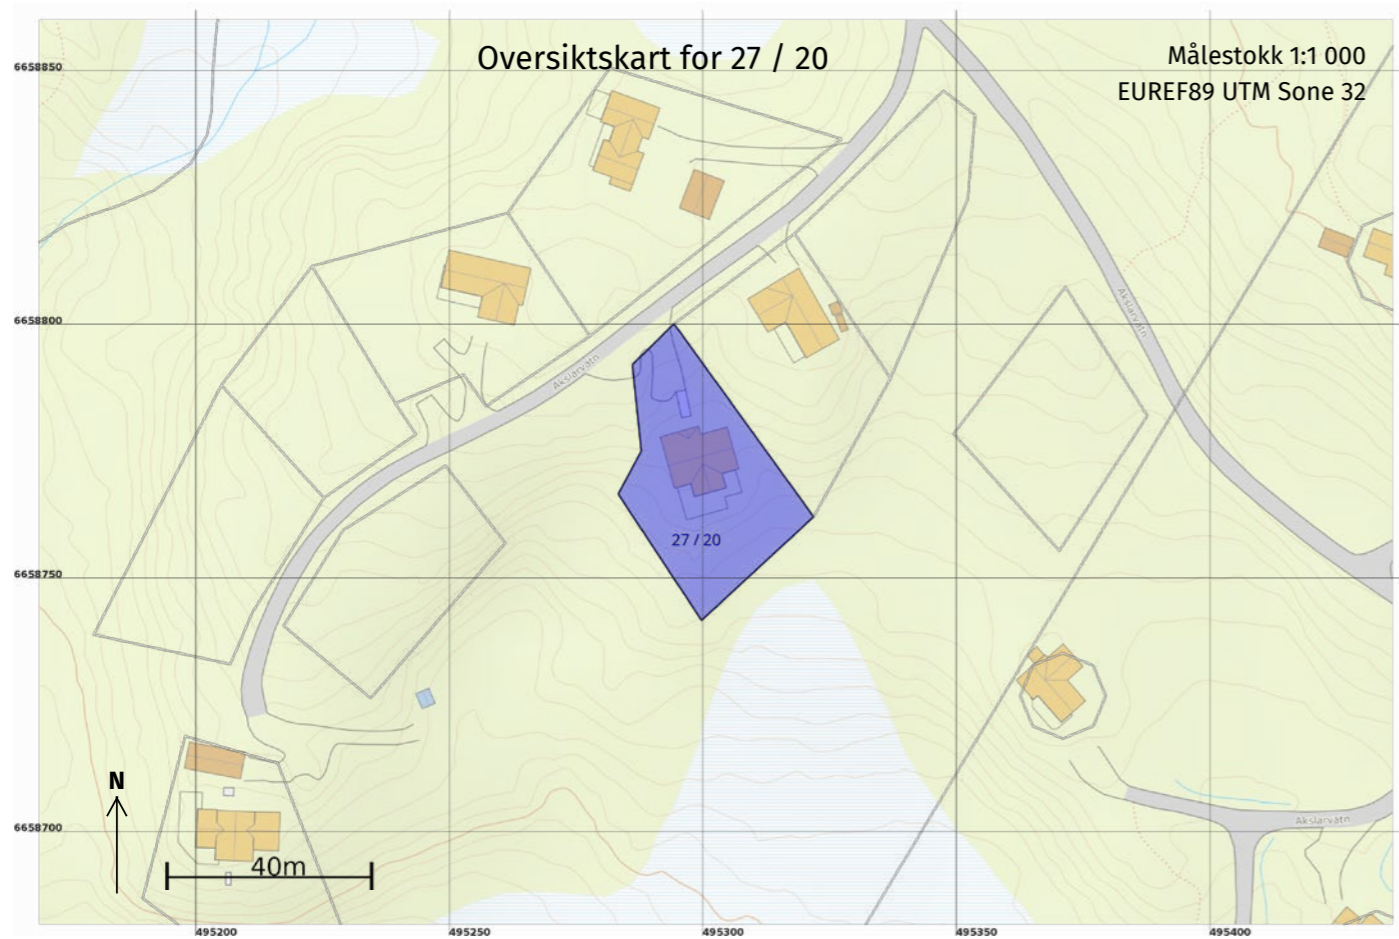 Oversiktskart for 27 / 20
Målestokk 1:1 000
EUREF89 UTM Sone 32
6658850
6658800
6658750
6658700
Akslarvatn
Akslarvatn
27 / 20
N
40m
Akslarvatn
495200
495250
495300
495350
495400